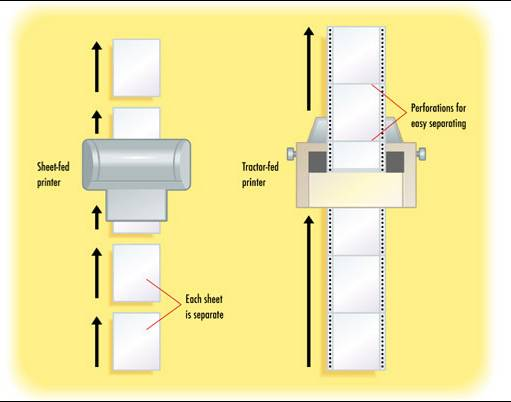 Sheet-fed
printer
Each sheet
is separate
Tractor-fed
printer
Perforations for
easy separating